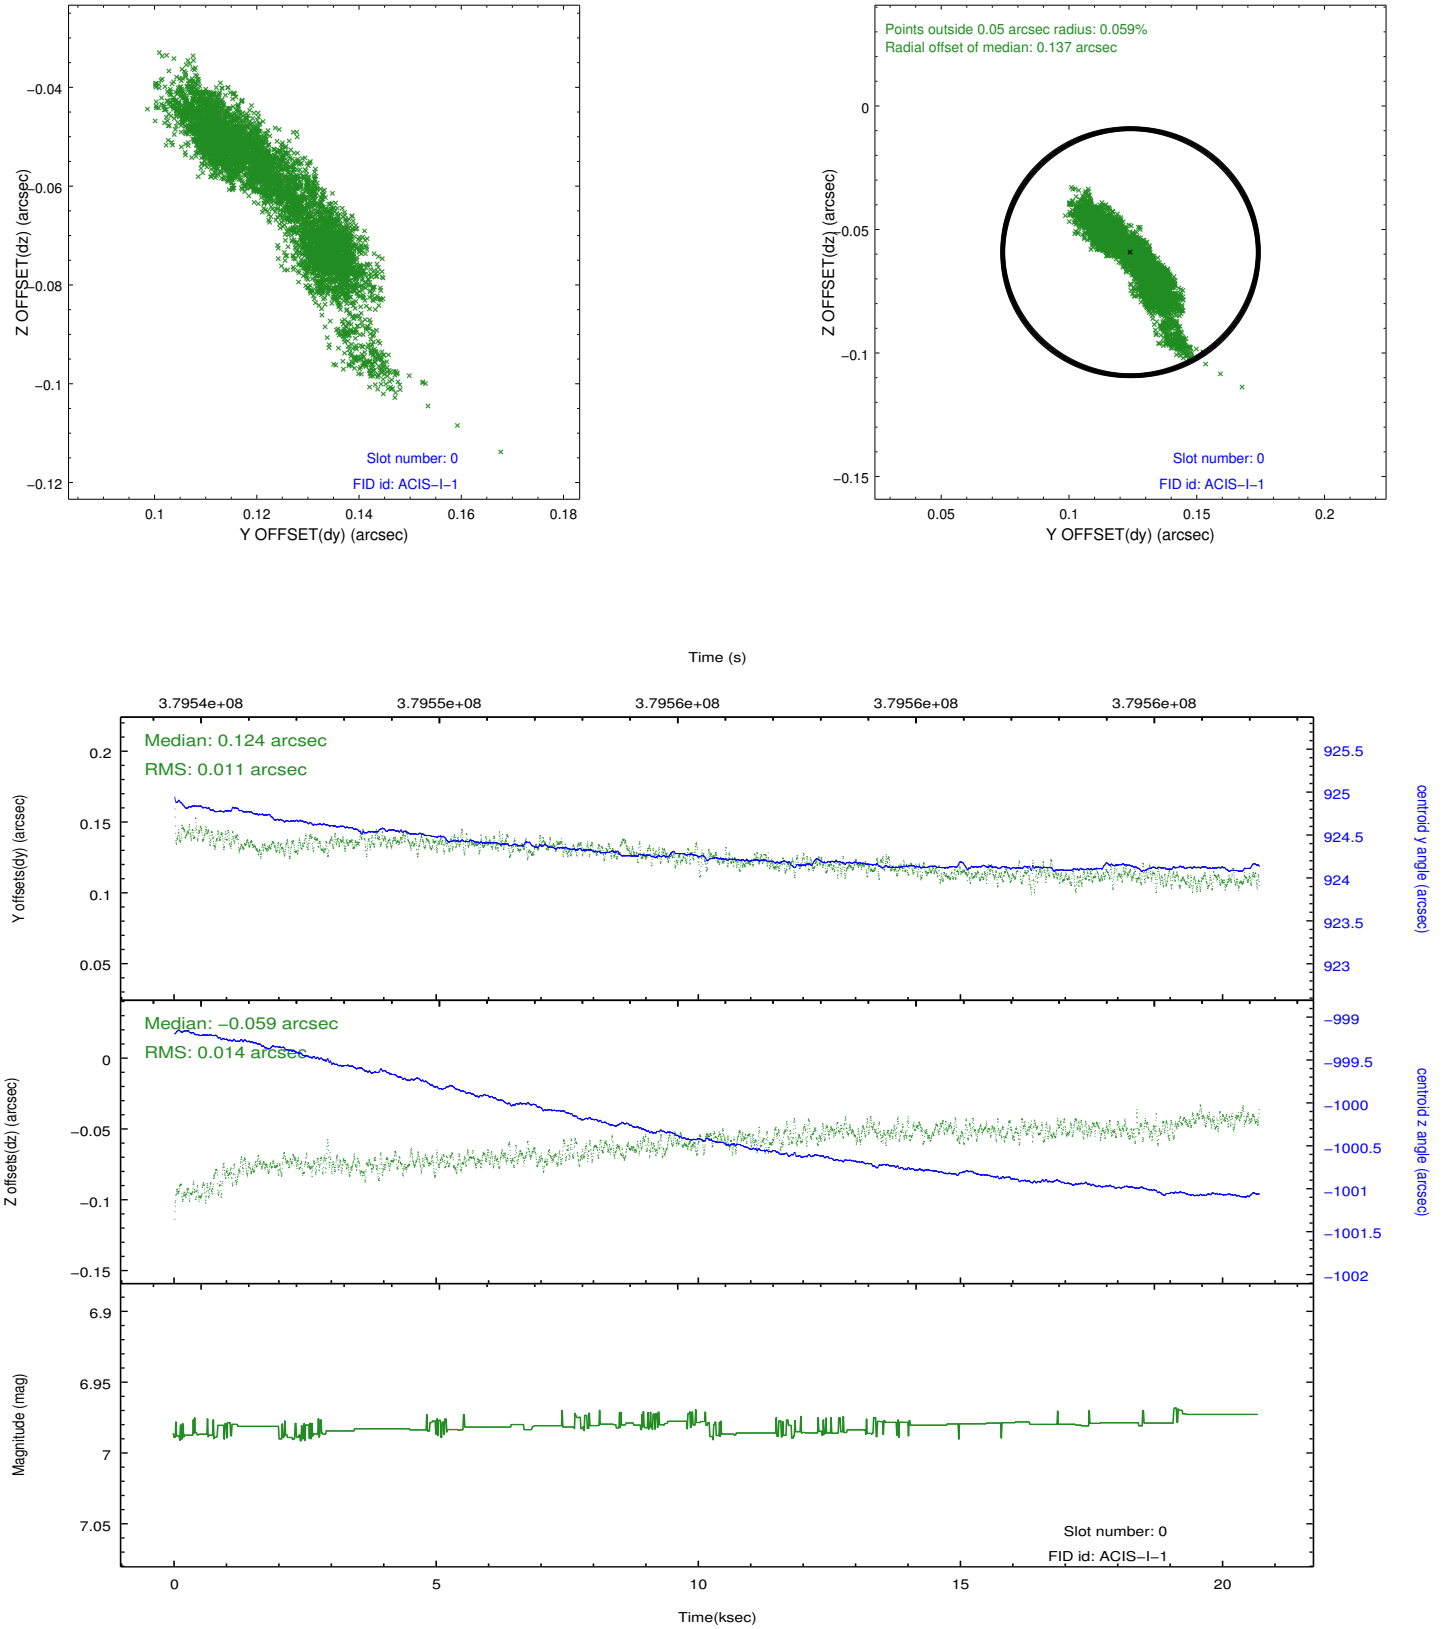 −0.04
−0.06
−0.08
−0.1
−0.12
Z OFFSET(dz) (arcsec)
Slot number: 0
FID id: ACIS−I−1
0.1 0.12 0.14 0.16 0.18
Y OFFSET(dy) (arcsec)
Points outside 0.05 arcsec radius: 0.059%
Radial offset of median: 0.137 arcsec
0
−0.05
−0.1
−0.15
Z OFFSET(dz) (arcsec)
Slot number: 0
FID id: ACIS−I−1
0.05 0.1 0.15 0.2
Y OFFSET(dy) (arcsec)
Time (s)
3.7954e+08 3.7955e+08 3.7956e+08 3.7956e+08 3.7956e+08
Median: 0.124 arcsec
RMS: 0.011 arcsec
0.2
0.15
0.1
0.05
Y offsets(dy) (arcsec)
925.5
925
924.5
924
923.5
923
centroid y angle (arcsec)
Median: −0.059 arcsec
RMS: 0.014 arcsec
0
−0.05
−0.1
−0.15
Z offsets(dz) (arcsec)
−999
−999.5
−1000
−1000.5
−1001
−1001.5
−1002
centroid z angle (arcsec)
6.9
6.95
7
7.05
Magnitude (mag)
Slot number: 0
FID id: ACIS−I−1
0 5 10 15 20
Time(ksec)